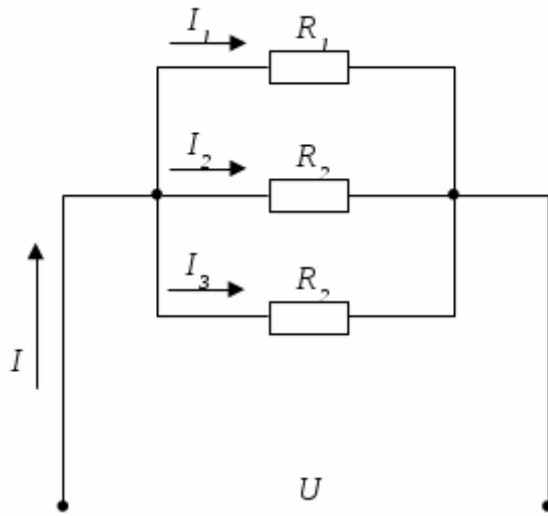 I₁ R₁
I₂ R₂
I₃ R₂
I
U